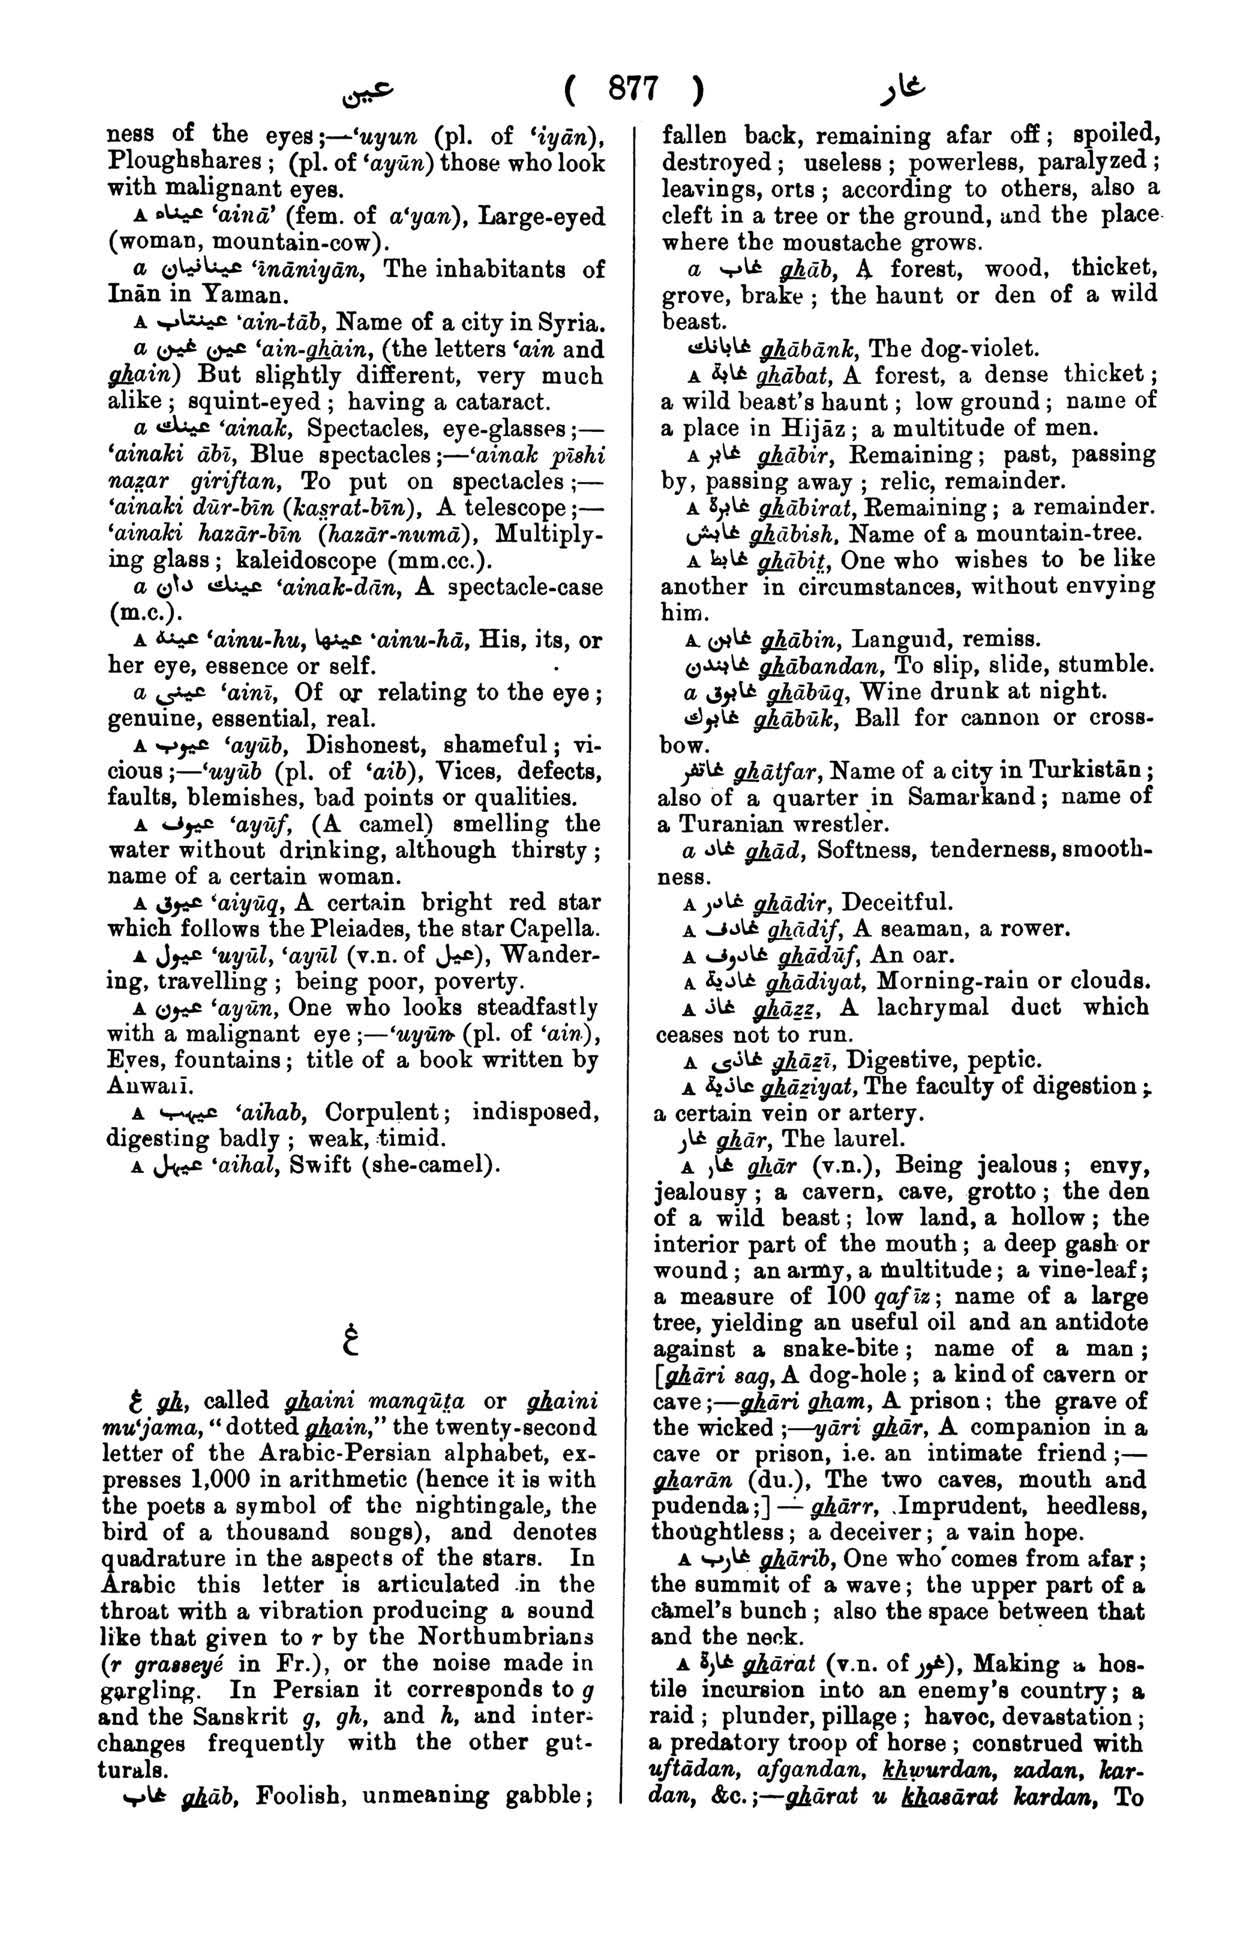 عين ( 877 ) غار
ness of the eyes;—‘uyun (pl. of ‘iyān),
Ploughshares; (pl. of ‘ayūn) those who look
with malignant eyes.
A عيناء ‘ainā’ (fem. of a‘yan), Large-eyed
(woman, mountain-cow).
a عينانيان ‘īnāniyān, The inhabitants of
Īnān in Yaman.
A عينتاب ‘ain-tāb, Name of a city in Syria.
a عين غين ‘ain-ghain, (the letters ‘ain and
ghain) But slightly different, very much
alike; squint-eyed; having a cataract.
a عينك ‘ainak, Spectacles, eye-glasses;—
‘ainaki ābī, Blue spectacles;—‘ainak pīshi
naz̤ar giriftan, To put on spectacles;—
‘ainaki dūr-bīn (kas̤rat-bīn), A telescope;—
‘ainaki hazār-bīn (hazār-numā), Multiply-
ing glass; kaleidoscope (mm.cc.).
a عينك دان ‘ainak-dān, A spectacle-case
(m.c.).
A عينه ‘ainu-hu, عينها ‘ainu-hā, His, its, or
her eye, essence or self.
a عيني ‘ainī, Of or relating to the eye;
genuine, essential, real.
A عيوب ‘ayūb, Dishonest, shameful; vi-
cious;—‘uyūb (pl. of ‘aib), Vices, defects,
faults, blemishes, bad points or qualities.
A عيوف ‘ayūf, (A camel) smelling the
water without drinking, although thirsty;
name of a certain woman.
A عيوق ‘aiyūq, A certain bright red star
which follows the Pleiades, the star Capella.
A عيول ‘uyūl, ‘ayūl (v.n. of عيل), Wander-
ing, travelling; being poor, poverty.
A عيون ‘ayūn, One who looks steadfastly
with a malignant eye;—‘uyūn (pl. of ‘ain),
Eyes, fountains; title of a book written by
Anwarī.
A عيهب ‘aihab, Corpulent; indisposed,
digesting badly; weak, timid.
A عيهل ‘aihal, Swift (she-camel).
غ
غ gh, called ghaini manqūt̤a or ghaini
mu‘jama, “dotted ghain,” the twenty-second
letter of the Arabic-Persian alphabet, ex-
presses 1,000 in arithmetic (hence it is with
the poets a symbol of the nightingale, the
bird of a thousand songs), and denotes
quadrature in the aspects of the stars. In
Arabic this letter is articulated in the
throat with a vibration producing a sound
like that given to r by the Northumbrians
(r grasseyé in Fr.), or the noise made in
gargling. In Persian it corresponds to g
and the Sanskrit g, gh, and h, and inter-
changes frequently with the other gut-
turals.
غاب ghāb, Foolish, unmeaning gabble;
fallen back, remaining afar off; spoiled,
destroyed; useless; powerless, paralyzed;
leavings, orts; according to others, also a
cleft in a tree or the ground, and the place
where the moustache grows.
a غاب ghāb, A forest, wood, thicket,
grove, brake; the haunt or den of a wild
beast.
غابانك ghābānk, The dog-violet.
A غابة ghābat, A forest, a dense thicket;
a wild beast's haunt; low ground; name of
a place in Hijāz; a multitude of men.
A غابر ghābir, Remaining; past, passing
by, passing away; relic, remainder.
A غابرة ghābirat, Remaining; a remainder.
غابش ghābish, Name of a mountain-tree.
A غابط ghābit̤, One who wishes to be like
another in circumstances, without envying
him.
A غابن ghābin, Languid, remiss.
غابندن ghābandan, To slip, slide, stumble.
a غابوق ghābūq, Wine drunk at night.
غابوك ghābūk, Ball for cannon or cross-
bow.
غاتفر ghātfar, Name of a city in Turkistān;
also of a quarter in Samarkand; name of
a Turanian wrestler.
a غاد ghād, Softness, tenderness, smooth-
ness.
A غادر ghādir, Deceitful.
A غادف ghādif, A seaman, a rower.
A غادوف ghādūf, An oar.
A غادية ghādiyat, Morning-rain or clouds.
A غاذ ghāẕẕ, A lachrymal duct which
ceases not to run.
A غاذى ghāẕī, Digestive, peptic.
A غاذية ghāẕiyat, The faculty of digestion;
a certain vein or artery.
غار ghār, The laurel.
A غار ghār (v.n.), Being jealous; envy,
jealousy; a cavern, cave, grotto; the den
of a wild beast; low land, a hollow; the
interior part of the mouth; a deep gash or
wound; an army, a multitude; a vine-leaf;
a measure of 100 qafīz; name of a large
tree, yielding an useful oil and an antidote
against a snake-bite; name of a man;
[ghāri sag, A dog-hole; a kind of cavern or
cave;—ghāri gham, A prison; the grave of
the wicked;—yāri ghār, A companion in a
cave or prison, i.e. an intimate friend;—
gharān (du.), The two caves, mouth and
pudenda;]—ghārr, Imprudent, heedless,
thoughtless; a deceiver; a vain hope.
A غارب ghārib, One who comes from afar;
the summit of a wave; the upper part of a
camel's bunch; also the space between that
and the neck.
A غارة ghārat (v.n. of غور), Making a hos-
tile incursion into an enemy's country; a
raid; plunder, pillage; havoc, devastation;
a predatory troop of horse; construed with
uftādan, afgandan, khẉurdan, zadan, kar-
dan, &c.;—ghārat u khasārat kardan, To